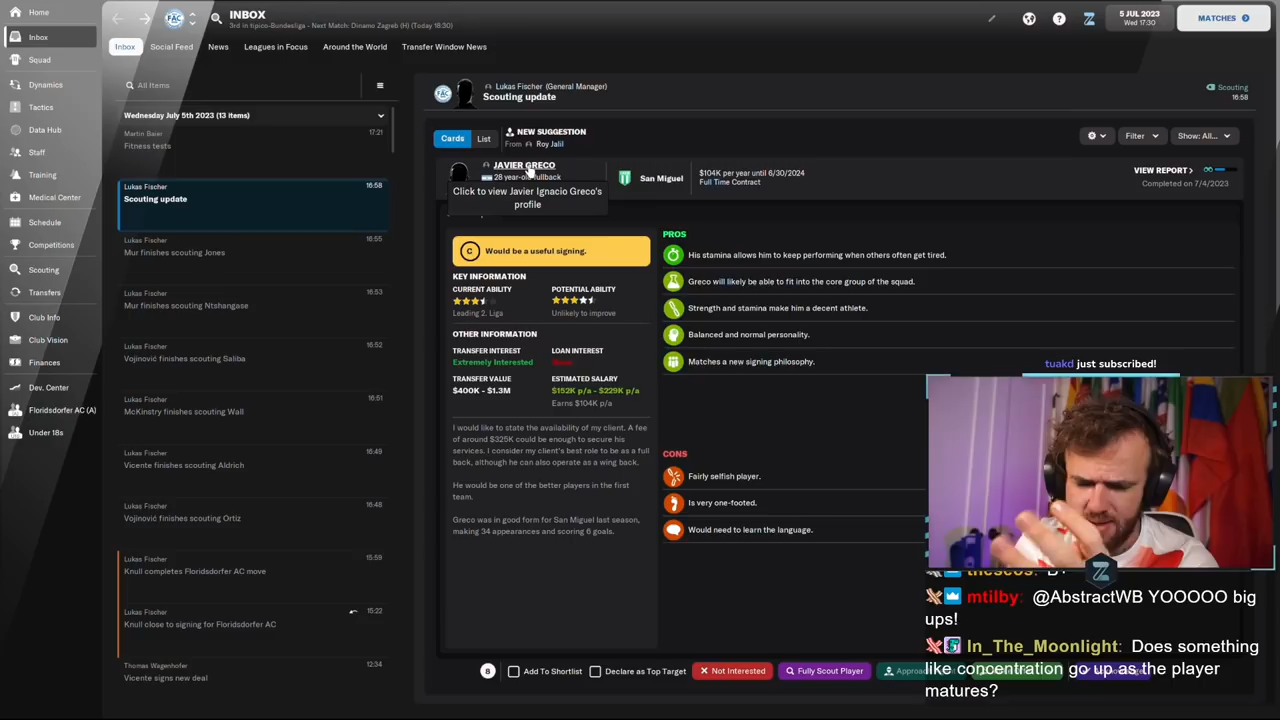 Home
Inbox
Squad
Dynamics
Tactics
Data Hub
Staff
Training
Medical Center
Schedule
Competitions
Scouting
Transfers
Club Info
Club Vision
Finances
Dev. Center
Floridsdorfer AC (A)
Under 18s
FAC
INBOX
3rd in tipico-Bundesliga - Next Match: Dinamo Zagreb (H) (Today 18:30)
5 JUL 2023
Wed 17:30
MATCHES
Inbox
Social Feed
News
Leagues in Focus
Around the World
Transfer Window News
All Items
Wednesday July 5th 2023 (13 items)
Martin Baier 17:21
Fitness tests
Lukas Fischer 16:58
Scouting update
Lukas Fischer 16:55
Mur finishes scouting Jones
Lukas Fischer 16:53
Mur finishes scouting Ntshangase
Lukas Fischer 16:52
Vojinović finishes scouting Saliba
Lukas Fischer 16:51
McKinstry finishes scouting Wall
Lukas Fischer 16:49
Vicente finishes scouting Aldrich
Lukas Fischer 16:48
Vojinović finishes scouting Ortiz
Lukas Fischer 15:59
Knull completes Floridsdorfer AC move
Lukas Fischer 15:22
Knull close to signing for Floridsdorfer AC
Thomas Wagenhofer 12:34
Vicente signs new deal
FAC
Lukas Fischer (General Manager)
Scouting update
Scouting
16:58
Cards
List
NEW SUGGESTION
From Roy Jalil
Filter
Show: All...
JAVIER GRECO
28 year-old fullback
Click to view Javier Ignacio Greco's
profile
San Miguel
$104K per year until 6/30/2024
Full Time Contract
VIEW REPORT >
Completed on 7/4/2023
C Would be a useful signing.
KEY INFORMATION
CURRENT ABILITY
Leading 2. Liga
POTENTIAL ABILITY
Unlikely to improve
OTHER INFORMATION
TRANSFER INTEREST
Extremely Interested
LOAN INTEREST
TRANSFER VALUE
$400K - $1.3M
ESTIMATED SALARY
$152K p/a - $229K p/a
Earns $104K p/a
I would like to state the availability of my client. A fee
of around $325K could be enough to secure his
services. I consider my client's best role to be as a full
back, although he can also operate as a wing back.
He would be one of the better players in the first
team.
Greco was in good form for San Miguel last season,
making 34 appearances and scoring 6 goals.
PROS
His stamina allows him to keep performing when others often get tired.
Greco will likely be able to fit into the core group of the squad.
Strength and stamina make him a decent athlete.
Balanced and normal personality.
Matches a new signing philosophy.
CONS
Fairly selfish player.
Is very one-footed.
Would need to learn the language.
8
Add To Shortlist
Declare as Top Target
Not Interested
Fully Scout Player
tuakd just subscribed!
mtilby: @AbstractWB YOOOOO big
ups!
In_The_Moonlight: Does something
like concentration go up as the player
matures?